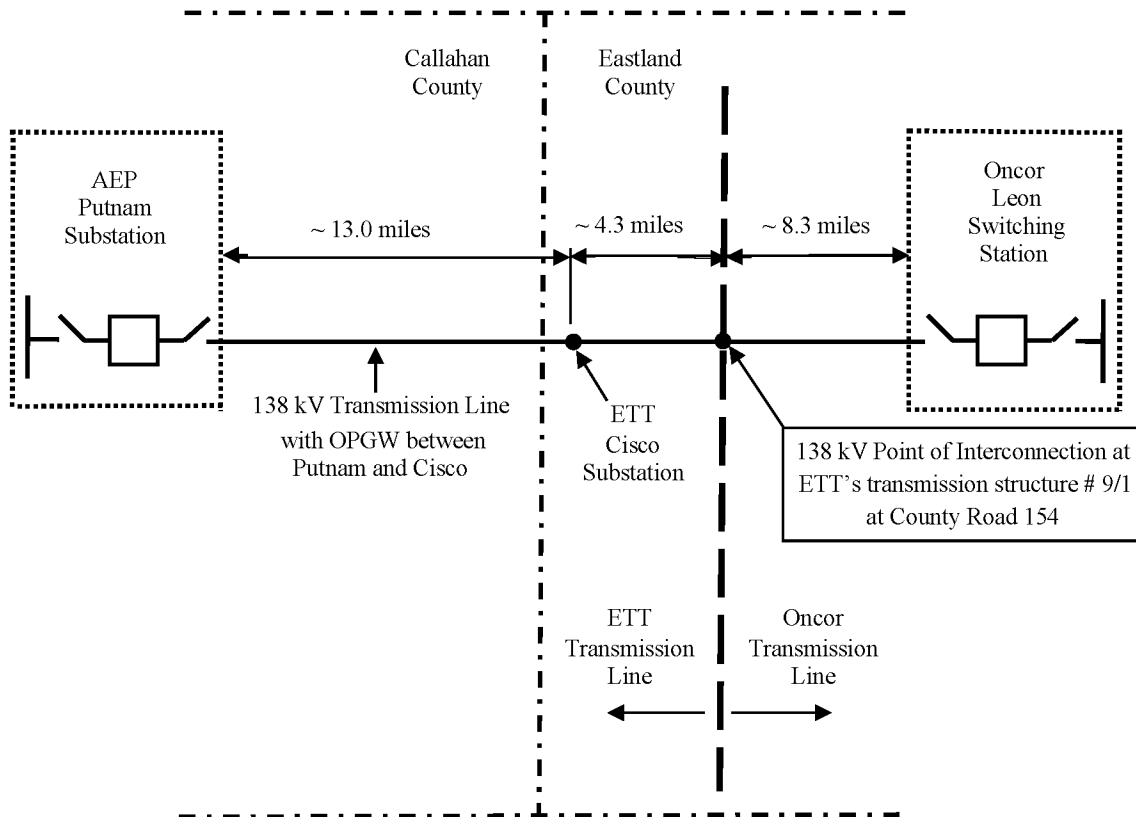 Callahan
County
Eastland
County
AEP
Putnam
Substation
Oncor
Leon
Switching
Station
~ 13.0 miles
~ 4.3 miles
~ 8.3 miles
138 kV Transmission Line
with OPGW between
Putnam and Cisco
ETT
Cisco
Substation
138 kV Point of Interconnection at
ETT’s transmission structure # 9/1
at County Road 154
ETT
Transmission
Line
Oncor
Transmission
Line